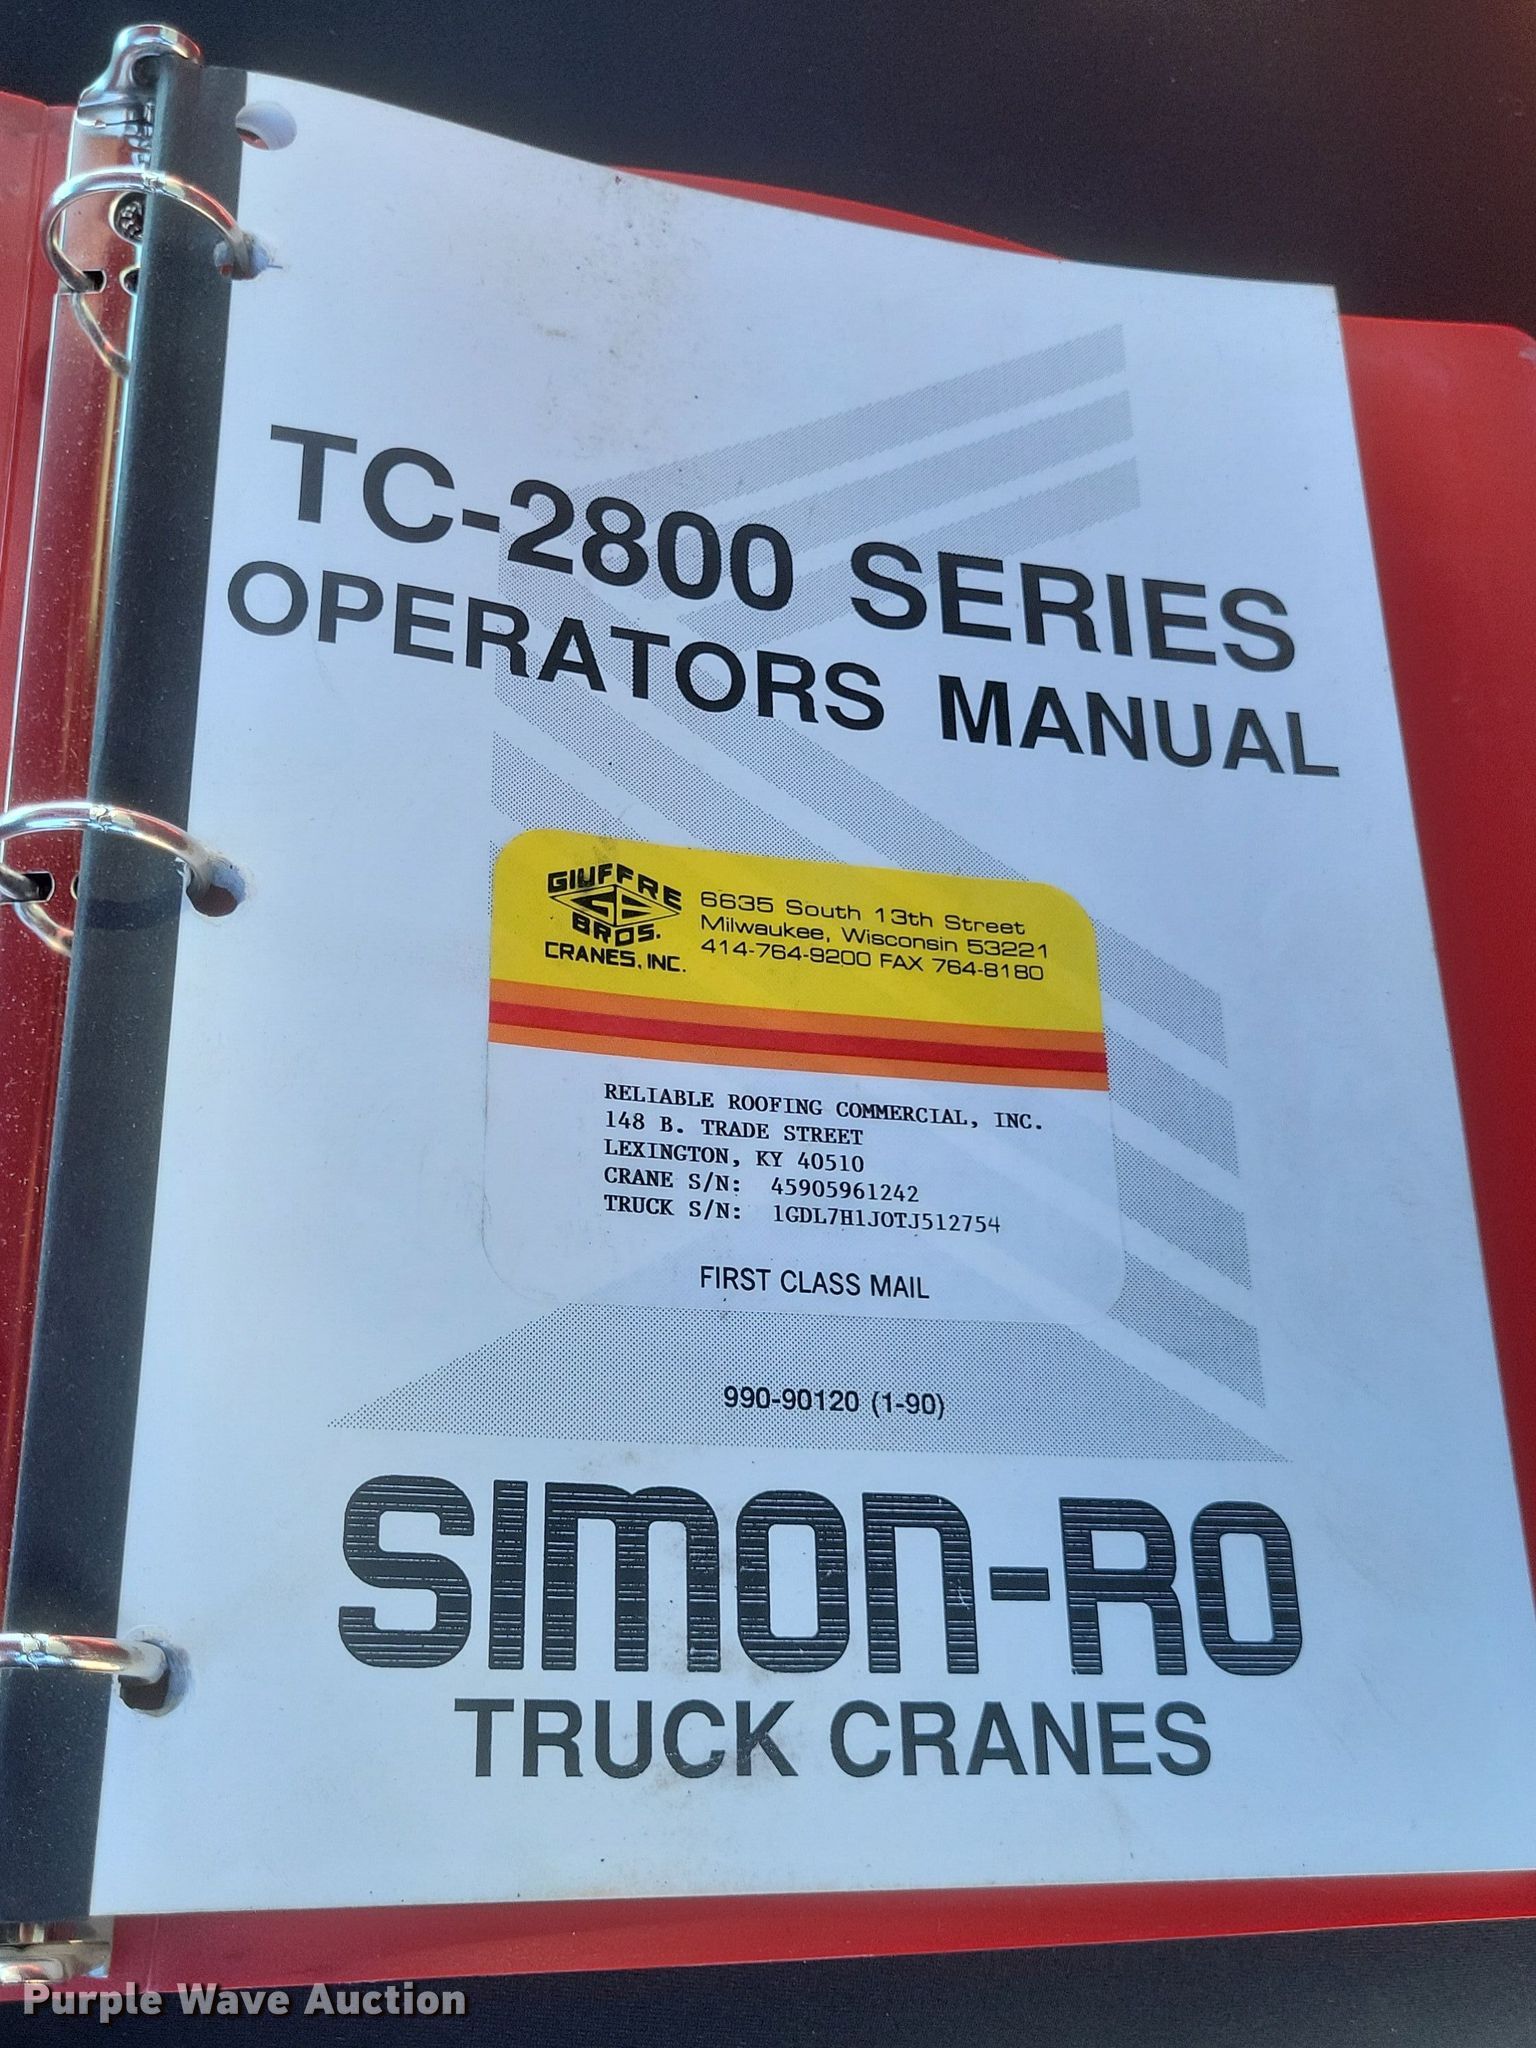 TC-2800 SERIES
OPERATORS MANUAL
GIUFFRE
BROS.
CRANES, INC.
6635 South 13th Street
Milwaukee, Wisconsin 53221
414-764-9200 FAX 764-8180
RELIABLE ROOFING COMMERCIAL, INC.
148 B. TRADE STREET
LEXINGTON, KY 40510
CRANE S/N: 45905961242
TRUCK S/N: 1GDL7H1JOTJ512754
FIRST CLASS MAIL
990-90120 (1-90)
SIMON-RO
TRUCK CRANES
Purple Wave Auction